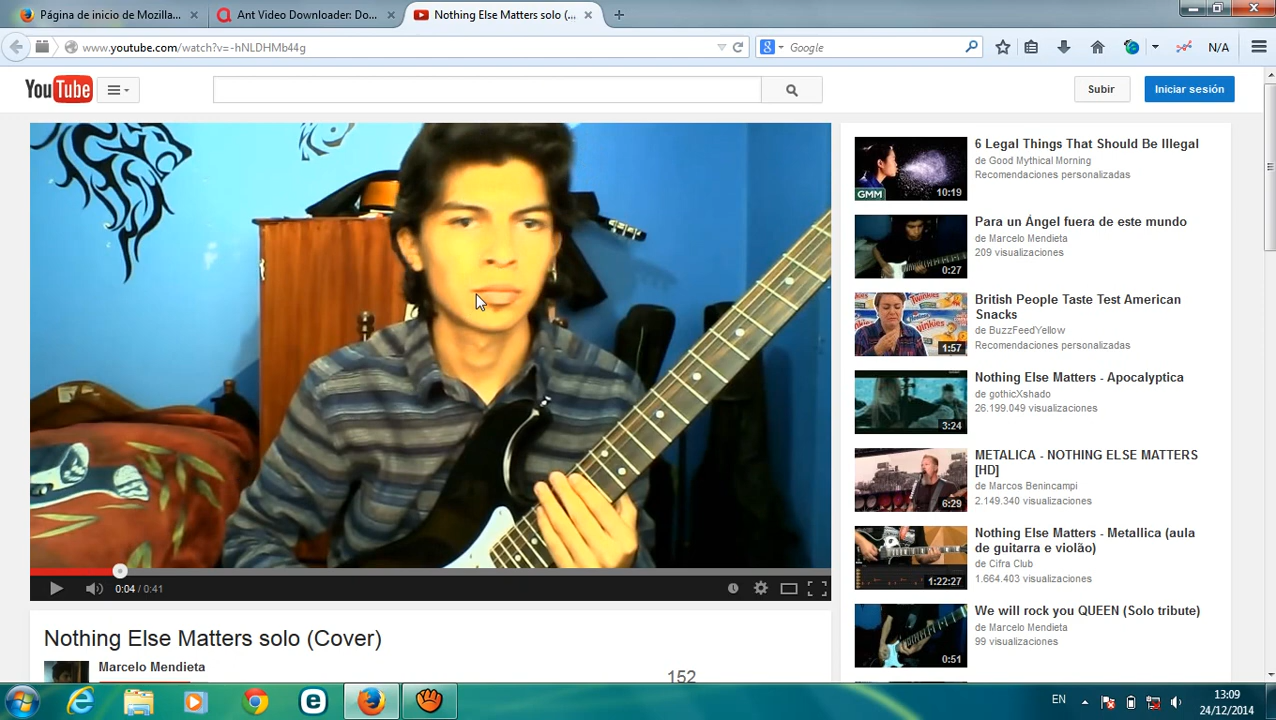 Página de inicio de Mozilla...
Ant Video Downloader: Do...
Nothing Else Matters solo (...
www.youtube.com/watch?v=-hNLDHMb44g
Google
N/A
YouTube
Subir
Iniciar sesión
6 Legal Things That Should Be Illegal
de Good Mythical Morning
Recomendaciones personalizadas
GMM
10:19
Para un Ángel fuera de este mundo
de Marcelo Mendieta
209 visualizaciones
0:27
British People Taste Test American
Snacks
de BuzzFeedYellow
Recomendaciones personalizadas
1:57
Nothing Else Matters - Apocalyptica
de gothicXshado
26.199.049 visualizaciones
3:24
METALICA - NOTHING ELSE MATTERS
[HD]
de Marcos Benincampi
2.149.340 visualizaciones
6:29
Nothing Else Matters - Metallica (aula
de guitarra e violão)
de Cifra Club
1.664.403 visualizaciones
1:22:27
We will rock you QUEEN (Solo tribute)
de Marcelo Mendieta
99 visualizaciones
0:51
0:04 / 0:41
Nothing Else Matters solo (Cover)
Marcelo Mendieta
152
EN
13:09
24/12/2014